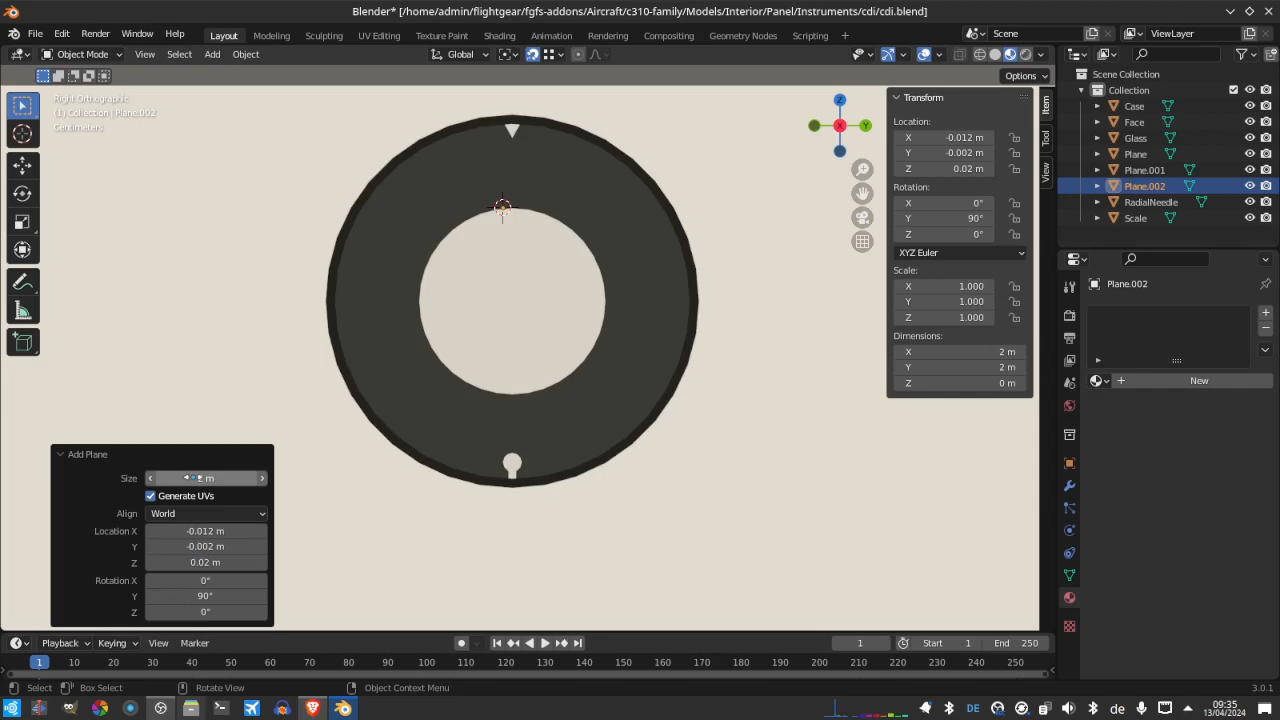 Blender* [/home/admin/flightgear/fgfs-addons/Aircraft/c310-family/Models/Interior/Panel/Instruments/cdi/cdi.blend]
File Edit Render Window Help Layout Modeling Sculpting UV Editing Texture Paint Shading Animation Rendering Compositing Geometry Nodes Scripting Scene ViewLayer
Object Mode View Select Add Object Global
Options
Right Orthographic
(1) Collection | Plane.002
Centimeters
Z
Y
X
Transform
Location:
X -0.012 m
Y -0.002 m
Z 0.02 m
Rotation:
X 0°
Y 90°
Z 0°
XYZ Euler
Scale:
X 1.000
Y 1.000
Z 1.000
Dimensions:
X 2 m
Y 2 m
Z 0 m
Item
Tool
View
Scene Collection
Collection
Case
Face
Glass
Plane
Plane.001
Plane.002
RadialNeedle
Scale
Plane.002
New
Add Plane
Size m
Generate UVs
Align World
Location X -0.012 m
Y -0.002 m
Z 0.02 m
Rotation X 0°
Y 90°
Z 0°
Playback Keying View Marker 1 Start 1 End 250
1 10 20 30 40 50 60 70 80 90 100 110 120 130 140 150 160 170 180 190 200 210 220 230 240 250
Select Box Select Rotate View Object Context Menu 3.0.1
DE de 09:35
13/04/2024